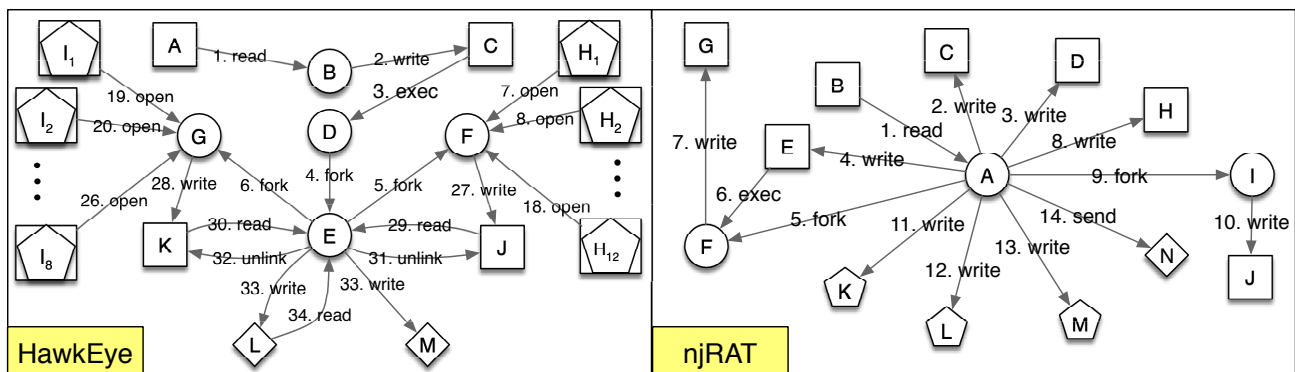 I1
A
1. read
B
2. write
C
3. exec
H1
7. open
19. open
I2
20. open
G
D
F
8. open
H2
26. open
28. write
6. fork
4. fork
5. fork
27. write
18. open
I8
K
30. read
E
29. read
J
H12
32. unlink
31. unlink
33. write
33. write
34. read
L
M
HawkEye
G
C
D
B
2. write
3. write
H
1. read
7. write
E
4. write
8. write
A
9. fork
I
6. exec
5. fork
11. write
14. send
10. write
F
13. write
N
12. write
K
J
L
M
njRAT